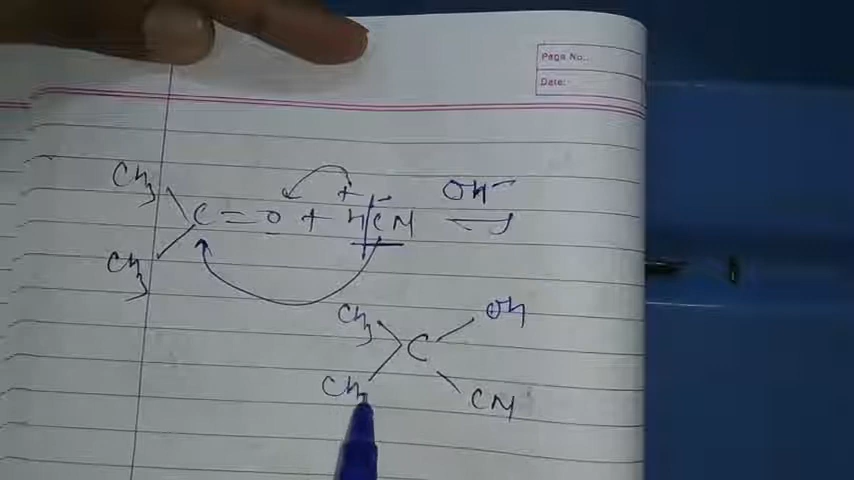 Page No.:
Date:
CH3
C = O + H+ CN- OH-
CH3
CH3 OH
C
CH3 CN